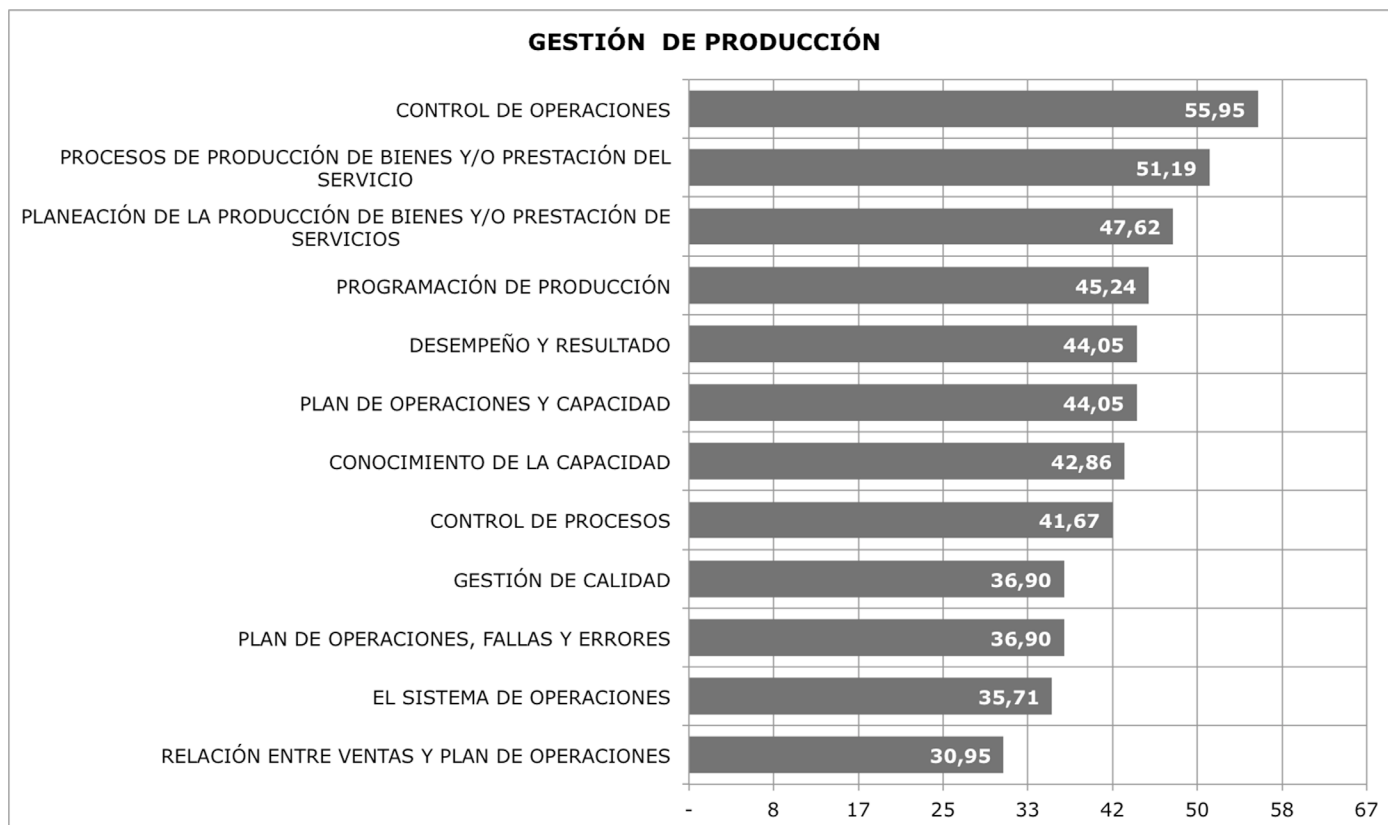 GESTIÓN  DE PRODUCCIÓN
CONTROL DE OPERACIONES
55,95
PROCESOS DE PRODUCCIÓN DE BIENES Y/O PRESTACIÓN DEL
SERVICIO
51,19
PLANEACIÓN DE LA PRODUCCIÓN DE BIENES Y/O PRESTACIÓN DE
SERVICIOS
47,62
PROGRAMACIÓN DE PRODUCCIÓN
45,24
DESEMPEÑO Y RESULTADO
44,05
PLAN DE OPERACIONES Y CAPACIDAD
44,05
CONOCIMIENTO DE LA CAPACIDAD
42,86
CONTROL DE PROCESOS
41,67
GESTIÓN DE CALIDAD
36,90
PLAN DE OPERACIONES, FALLAS Y ERRORES
36,90
EL SISTEMA DE OPERACIONES
35,71
RELACIÓN ENTRE VENTAS Y PLAN DE OPERACIONES
30,95
- 8 17 25 33 42 50 58 67